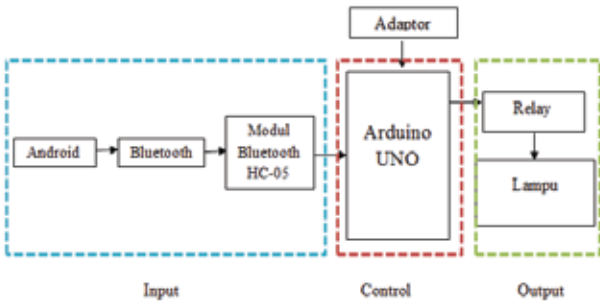 Adaptor
Android
Bluetooth
Modul
Bluetooth
HC-05
Arduino
UNO
Relay
Lampu
Input
Control
Output